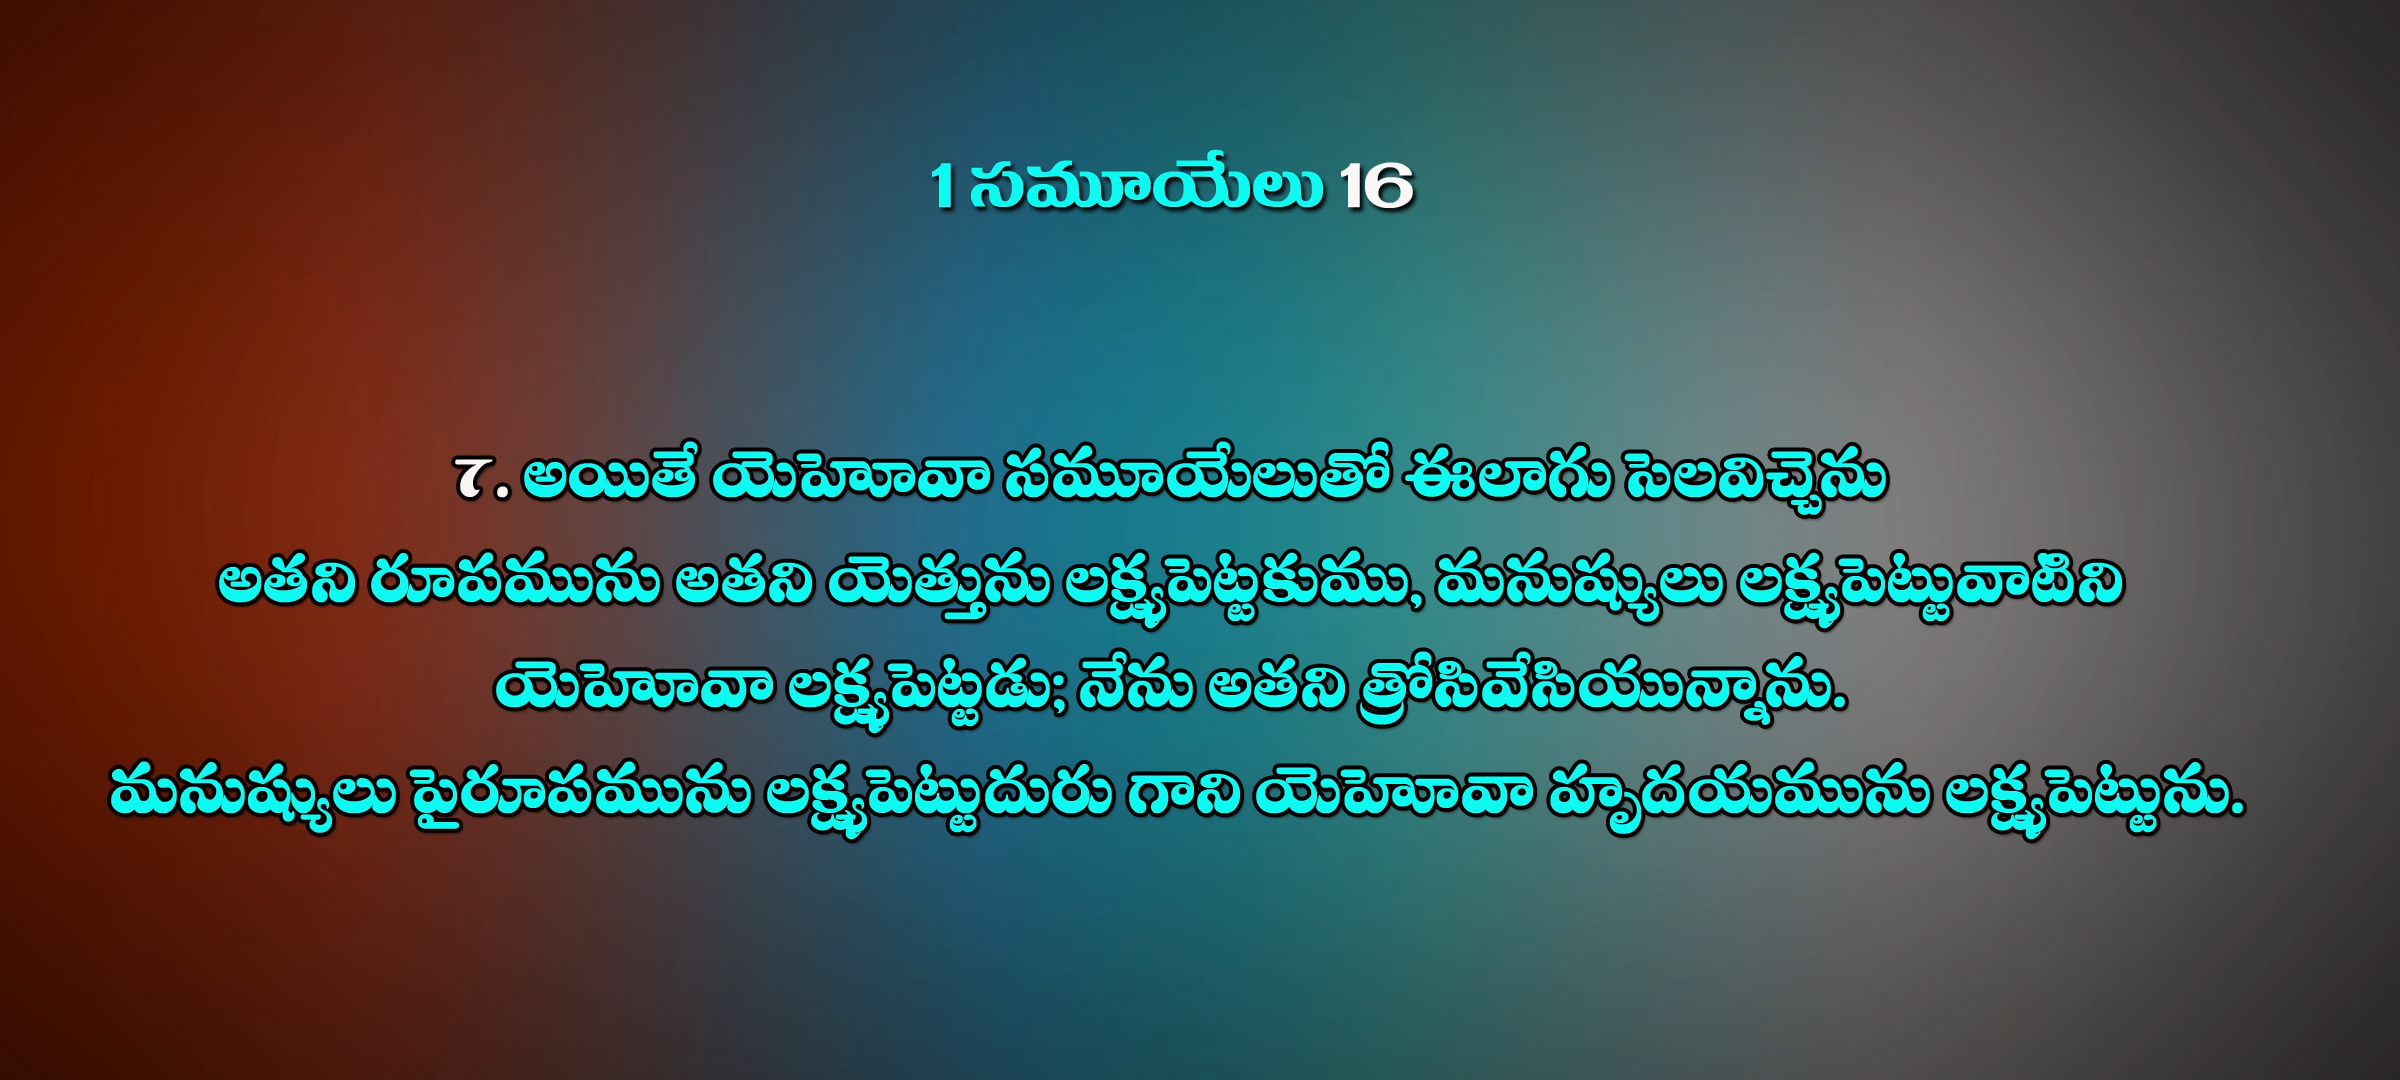 1 సమూయేలు 16
7. అయితే యెహోవా సమూయేలుతో ఈలాగు సెలవిచ్చెను
అతని రూపమును అతని యెత్తును లక్ష్యపెట్టకుము, మనుష్యులు లక్ష్యపెట్టువాటిని
యెహోవా లక్ష్యపెట్టడు; నేను అతని త్రోసివేసియున్నాను.
మనుష్యులు పైరూపమును లక్ష్యపెట్టుదురు గాని యెహోవా హృదయమును లక్ష్యపెట్టును.